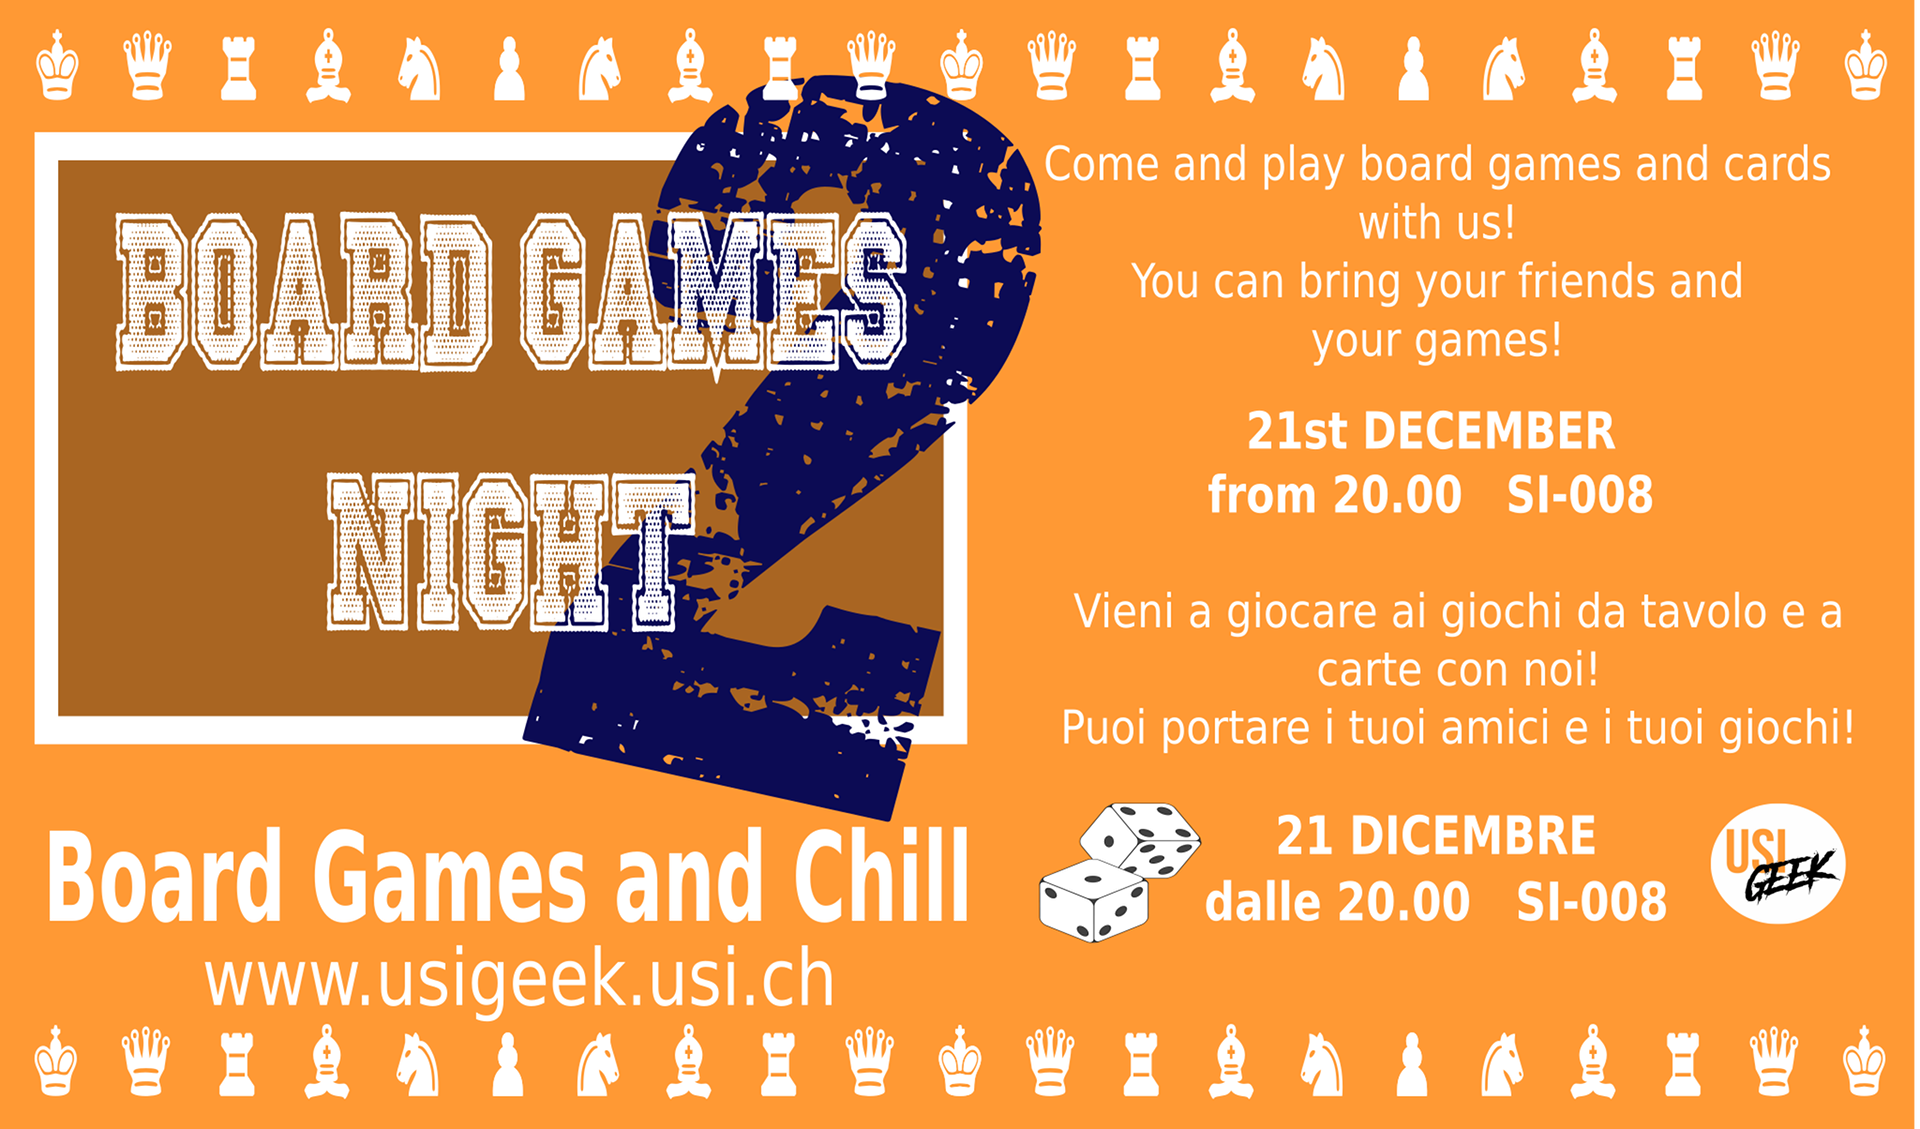 BOARD GAMES
NIGHT
2
Board Games and Chill
www.usigeek.usi.ch
Come and play board games and cards
with us!
You can bring your friends and
your games!
21st DECEMBER
from 20.00 SI-008
Vieni a giocare ai giochi da tavolo e a
carte con noi!
Puoi portare i tuoi amici e i tuoi giochi!
21 DICEMBRE
dalle 20.00 SI-008
USI
GEEK